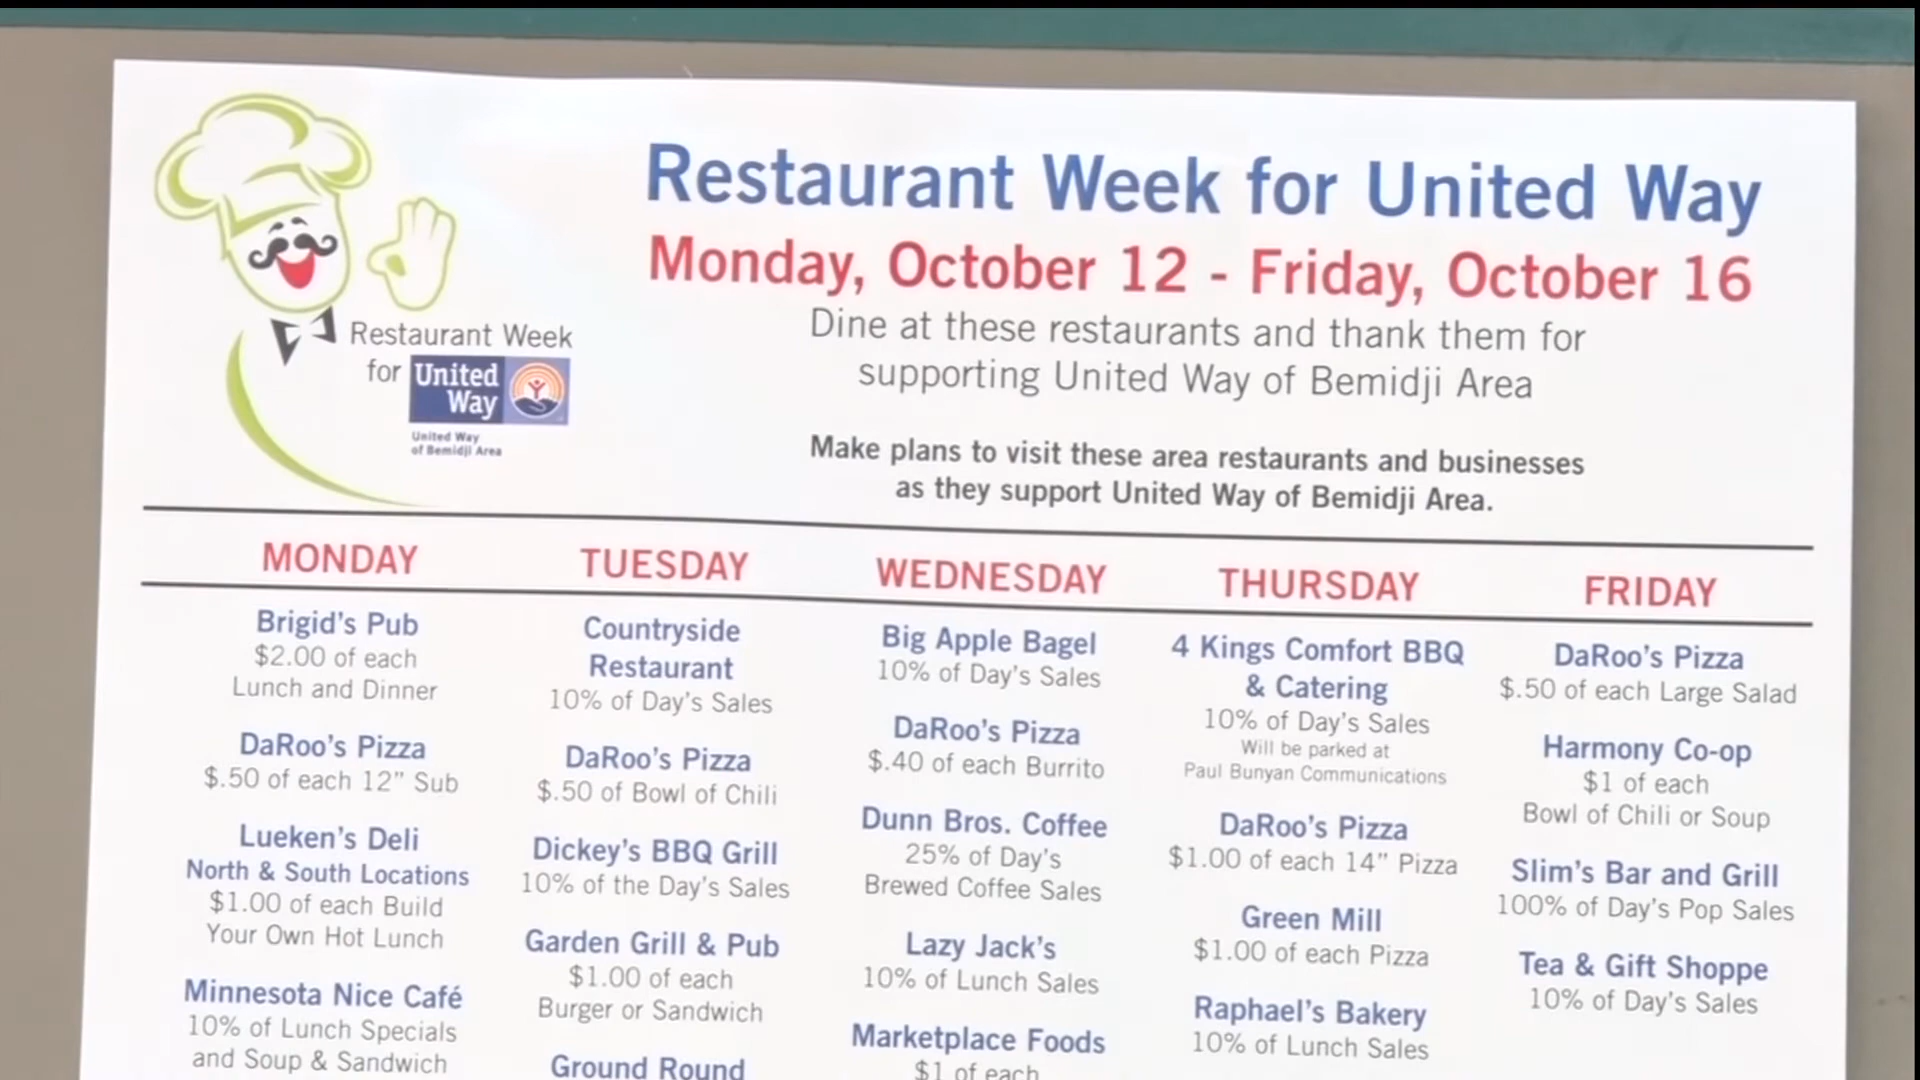 Restaurant Week for United Way
Monday, October 12 - Friday, October 16
Dine at these restaurants and thank them for
supporting United Way of Bemidji Area
Make plans to visit these area restaurants and businesses
as they support United Way of Bemidji Area.
Restaurant Week
for United
Way
United Way
of Bemidji Area
MONDAY
Brigid's Pub
$2.00 of each
Lunch and Dinner
DaRoo's Pizza
$.50 of each 12" Sub
Lueken's Deli
North & South Locations
$1.00 of each Build
Your Own Hot Lunch
Minnesota Nice Café
10% of Lunch Specials
and Soup & Sandwich
TUESDAY
Countryside
Restaurant
10% of Day's Sales
DaRoo's Pizza
$.50 of Bowl of Chili
Dickey's BBQ Grill
10% of the Day's Sales
Garden Grill & Pub
$1.00 of each
Burger or Sandwich
Ground Round
WEDNESDAY
Big Apple Bagel
10% of Day's Sales
DaRoo's Pizza
$.40 of each Burrito
Dunn Bros. Coffee
25% of Day's
Brewed Coffee Sales
Lazy Jack's
10% of Lunch Sales
Marketplace Foods
$1 of each
THURSDAY
4 Kings Comfort BBQ
& Catering
10% of Day's Sales
Will be parked at
Paul Bunyan Communications
DaRoo's Pizza
$1.00 of each 14" Pizza
Green Mill
$1.00 of each Pizza
Raphael's Bakery
10% of Lunch Sales
FRIDAY
DaRoo's Pizza
$.50 of each Large Salad
Harmony Co-op
$1 of each
Bowl of Chili or Soup
Slim's Bar and Grill
100% of Day's Pop Sales
Tea & Gift Shoppe
10% of Day's Sales